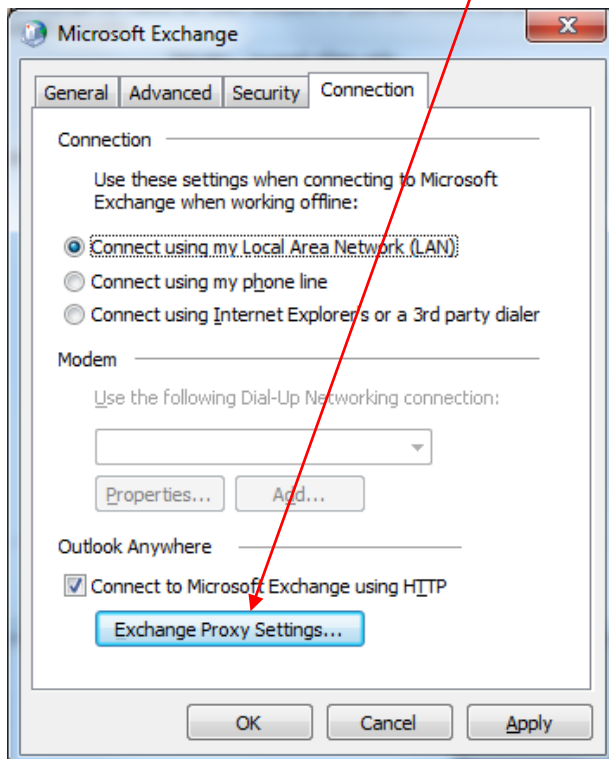 Microsoft Exchange
General Advanced Security Connection
Connection
Use these settings when connecting to Microsoft
Exchange when working offline:
Connect using my Local Area Network (LAN)
Connect using my phone line
Connect using Internet Explorer's or a 3rd party dialer
Modem
Use the following Dial-Up Networking connection:
Properties... Add...
Outlook Anywhere
Connect to Microsoft Exchange using HTTP
Exchange Proxy Settings...
OK Cancel Apply